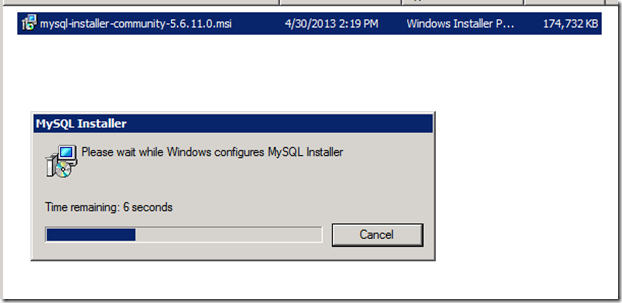 mysql-installer-community-5.6.11.0.msi 4/30/2013 2:19 PM Windows Installer P... 174,732 KB
MySQL Installer
Please wait while Windows configures MySQL Installer
Time remaining: 6 seconds
Cancel